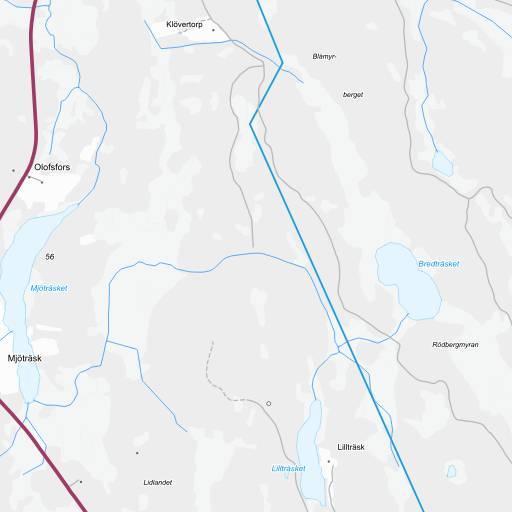 Klövertorp
Blåmyr-
berget
Olofsfors
56
Bredträsket
Mjöträsket
Rödbergmyran
Mjöträsk
Lillträsk
Lillträsket
Lidlandet